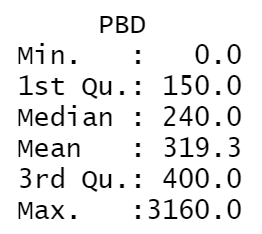 PBD
Min.   :   0.0
1st Qu.: 150.0
Median : 240.0
Mean   : 319.3
3rd Qu.: 400.0
Max.   :3160.0